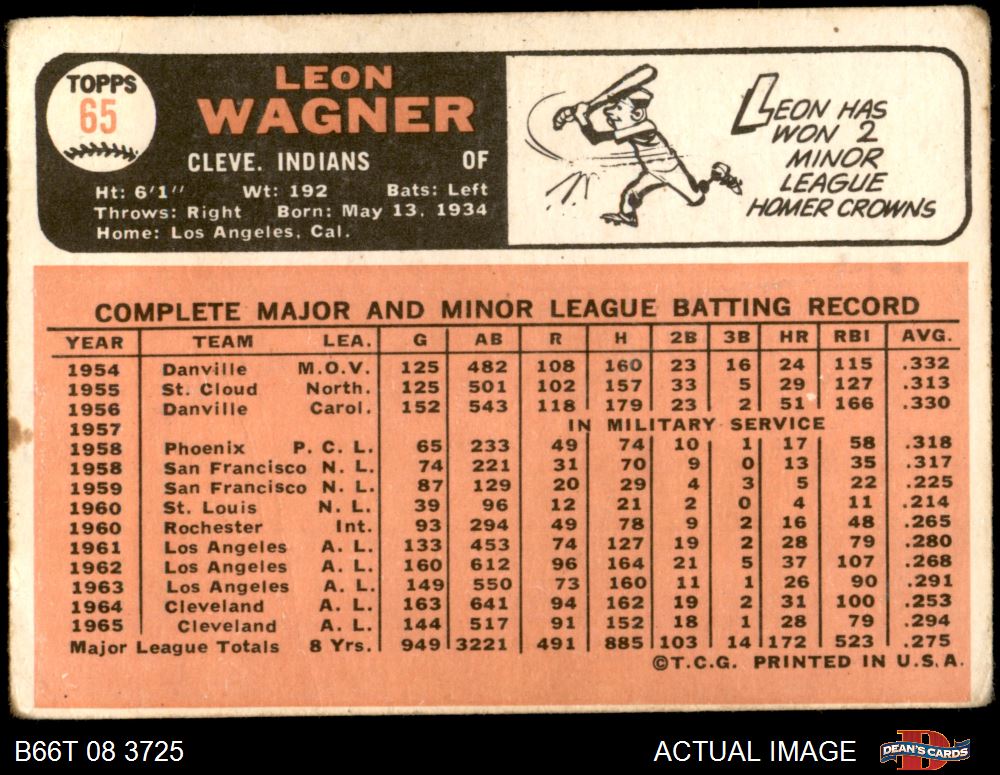 TOPPS
65
LEON
WAGNER
CLEVE. INDIANS OF
Ht: 6'1" Wt: 192 Bats: Left
Throws: Right Born: May 13, 1934
Home: Los Angeles, Cal.
LEON HAS
WON 2
MINOR
LEAGUE
HOMER CROWNS
COMPLETE MAJOR AND MINOR LEAGUE BATTING RECORD
YEAR TEAM LEA. G AB R H 2B 3B HR RBI AVG.
1954 Danville M.O.V. 125 482 108 160 23 16 24 115 .332
1955 St. Cloud North. 125 501 102 157 33 5 29 127 .313
1956 Danville Carol. 152 543 118 179 23 2 51 166 .330
1957 IN MILITARY SERVICE
1958 Phoenix P. C. L. 65 233 49 74 10 1 17 58 .318
1958 San Francisco N. L. 74 221 31 70 9 0 13 35 .317
1959 San Francisco N. L. 87 129 20 29 4 3 5 22 .225
1960 St. Louis N. L. 39 96 12 21 2 0 4 11 .214
1960 Rochester Int. 93 294 49 78 9 2 16 48 .265
1961 Los Angeles A. L. 133 453 74 127 19 2 28 79 .280
1962 Los Angeles A. L. 160 612 96 164 21 5 37 107 .268
1963 Los Angeles A. L. 149 550 73 160 11 1 26 90 .291
1964 Cleveland A. L. 163 641 94 162 19 2 31 100 .253
1965 Cleveland A. L. 144 517 91 152 18 1 28 79 .294
Major League Totals 8 Yrs. 949 3221 491 885 103 14 172 523 .275
©T.C.G. PRINTED IN U.S.A.
B66T 08 3725 ACTUAL IMAGE DEAN'S CARDS